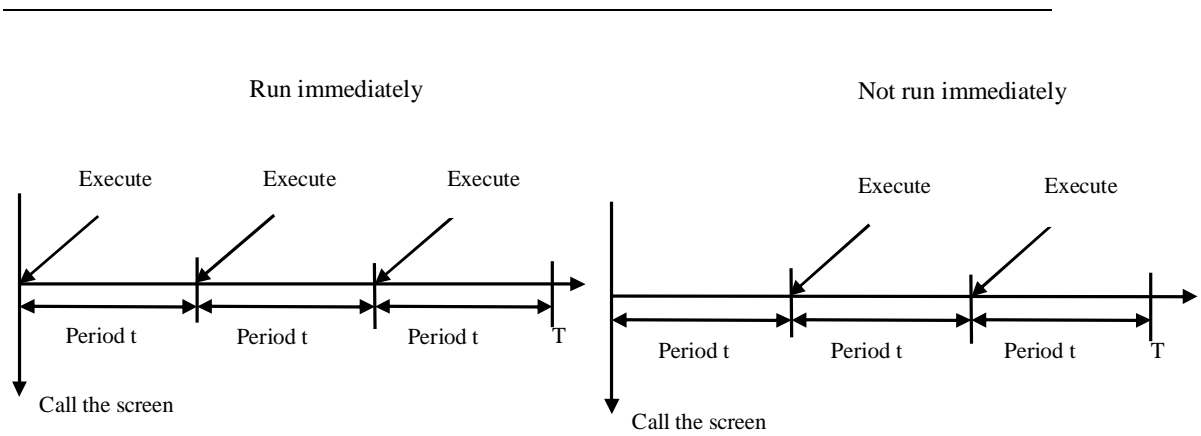 Run immediately
Not run immediately
Execute Execute Execute
Execute Execute
Period t Period t Period t T
Period t Period t Period t T
Call the screen
Call the screen